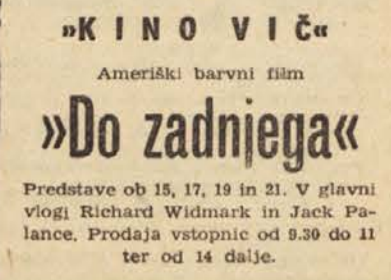 »KINO VIČ«
Ameriški barvni film
»Do zadnjega«
Predstave ob 15, 17, 19 in 21. V glavni
vlogi Richard Widmark in Jack Pa-
lance. Prodaja vstopnic od 9.30 do 11
ter od 14 dalje.